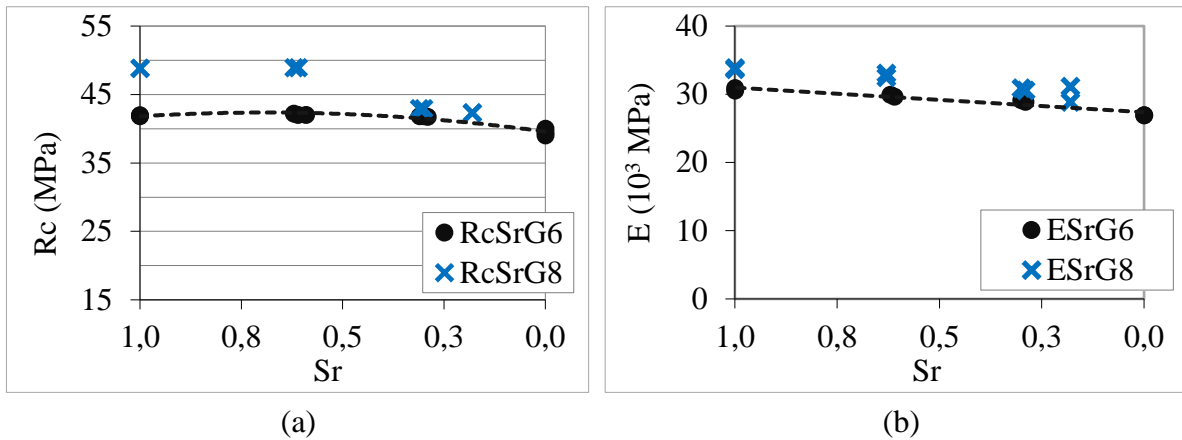 55
45
35
25
15
Rc (MPa)
RcSrG6
RcSrG8
1,0 0,8 0,5 0,3 0,0
Sr
(a)
40
30
20
10
0
E (10³ MPa)
ESrG6
ESrG8
1,0 0,8 0,5 0,3 0,0
Sr
(b)